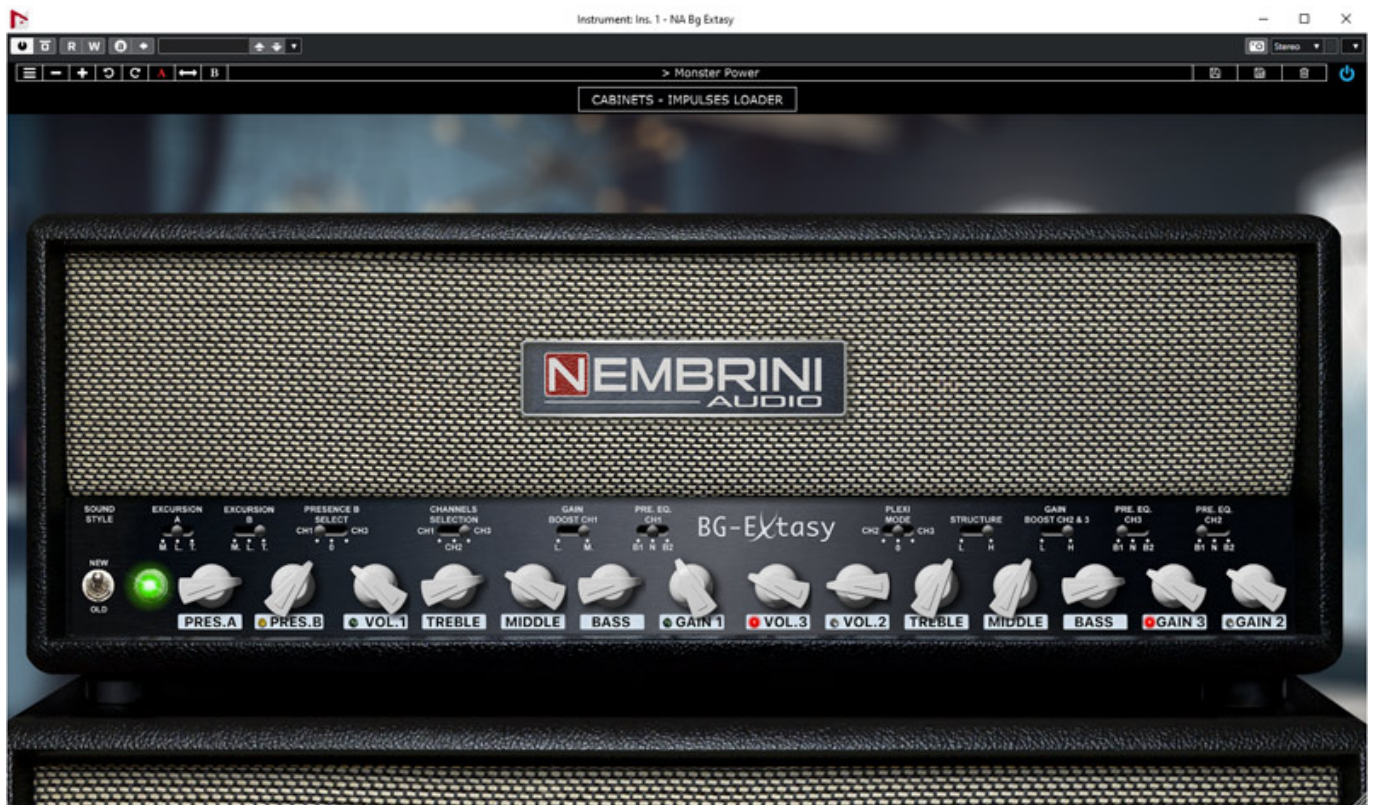 Instrument: Ins. 1 - NA Bg Extasy
R W
Stereo
A B > Monster Power
CABINETS - IMPULSES LOADER
NEMBRINI
AUDIO
SOUND STYLE
NEW
OLD
EXCURSION A
M. L. T.
EXCURSION B
M. L. T.
PRESENCE B SELECT
CH1 CH3
0
CHANNELS SELECTION
CH1 CH3
CH2
GAIN BOOST CH1
L. M.
PRE. EQ. CH1
B1 N B2
BG-Extasy
PLEXI MODE
CH2 CH3
0
STRUCTURE
L H
GAIN BOOST CH2 & 3
L H
PRE. EQ. CH3
B1 N B2
PRE. EQ. CH2
B1 N B2
PRES.A PRES.B VOL.1 TREBLE MIDDLE BASS GAIN 1 VOL.3 VOL.2 TREBLE MIDDLE BASS GAIN 3 GAIN 2